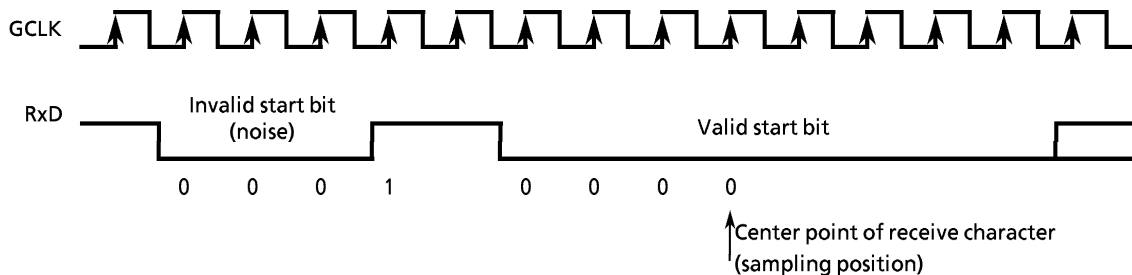 GCLK
RxD
Invalid start bit
(noise)
Valid start bit
0 0 0 1 0 0 0 0
Center point of receive character
(sampling position)